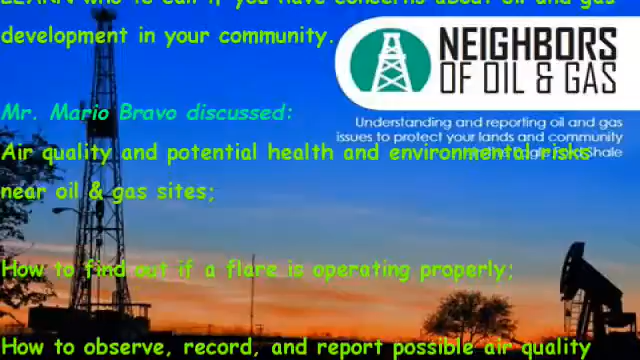 LEARN who to call if you have concerns about oil and gas
development in your community.
NEIGHBORS
OF OIL & GAS
Understanding and reporting oil and gas
issues to protect your lands and community
Eagle Ford Shale
Mr. Mario Bravo discussed:
Air quality and potential health and environmental risks
near oil & gas sites;
How to find out if a flare is operating properly;
How to observe, record, and report possible air quality